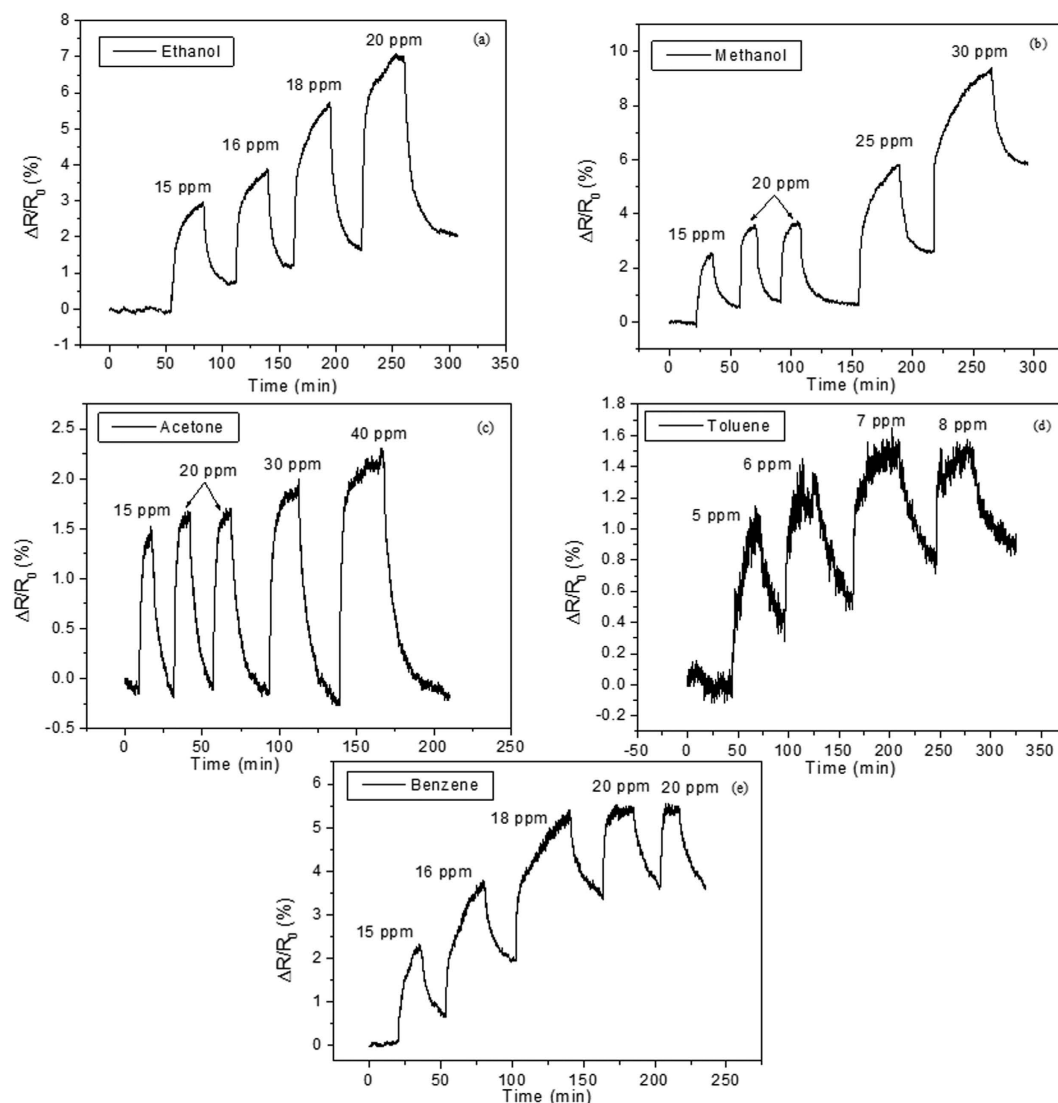 (a)
Ethanol
15 ppm
16 ppm
18 ppm
20 ppm
ΔR/R0 (%)
8
7
6
5
4
3
2
1
0
-1
0 50 100 150 200 250 300 350
Time (min)
(b)
Methanol
15 ppm
20 ppm
25 ppm
30 ppm
ΔR/R0 (%)
10
8
6
4
2
0
0 50 100 150 200 250 300
Time (min)
(c)
Acetone
15 ppm
20 ppm
30 ppm
40 ppm
ΔR/R0 (%)
2.5
2.0
1.5
1.0
0.5
0.0
-0.5
0 50 100 150 200 250
Time (min)
(d)
Toluene
5 ppm
6 ppm
7 ppm
8 ppm
ΔR/R0 (%)
1.8
1.6
1.4
1.2
1.0
0.8
0.6
0.4
0.2
0.0
-0.2
-50 0 50 100 150 200 250 300 350
Time (min)
(e)
Benzene
15 ppm
16 ppm
18 ppm
20 ppm 20 ppm
ΔR/R0 (%)
6
5
4
3
2
1
0
0 50 100 150 200 250
Time (min)